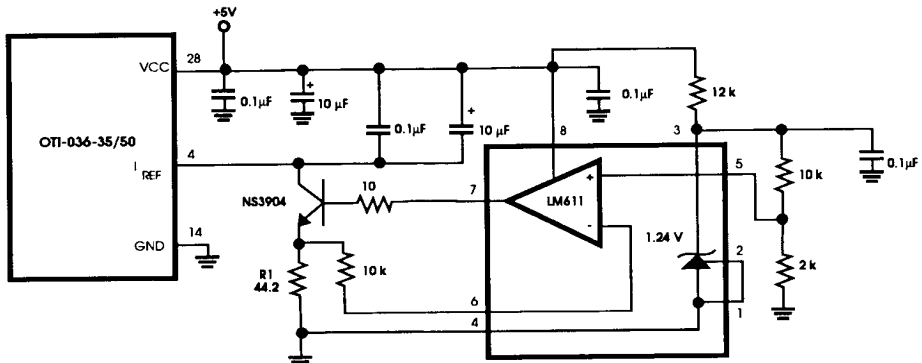 +5V
VCC
28
0.1µF
+
10 µF
0.1µF
+
10 µF
8
0.1µF
12 k
3
OTI-036-35/50
4
I REF
NS3904
10
7
LM611
+
-
5
10 k
0.1µF
1.24 V
GND
14
R1
44.2
10 k
6
4
2
1
2 k